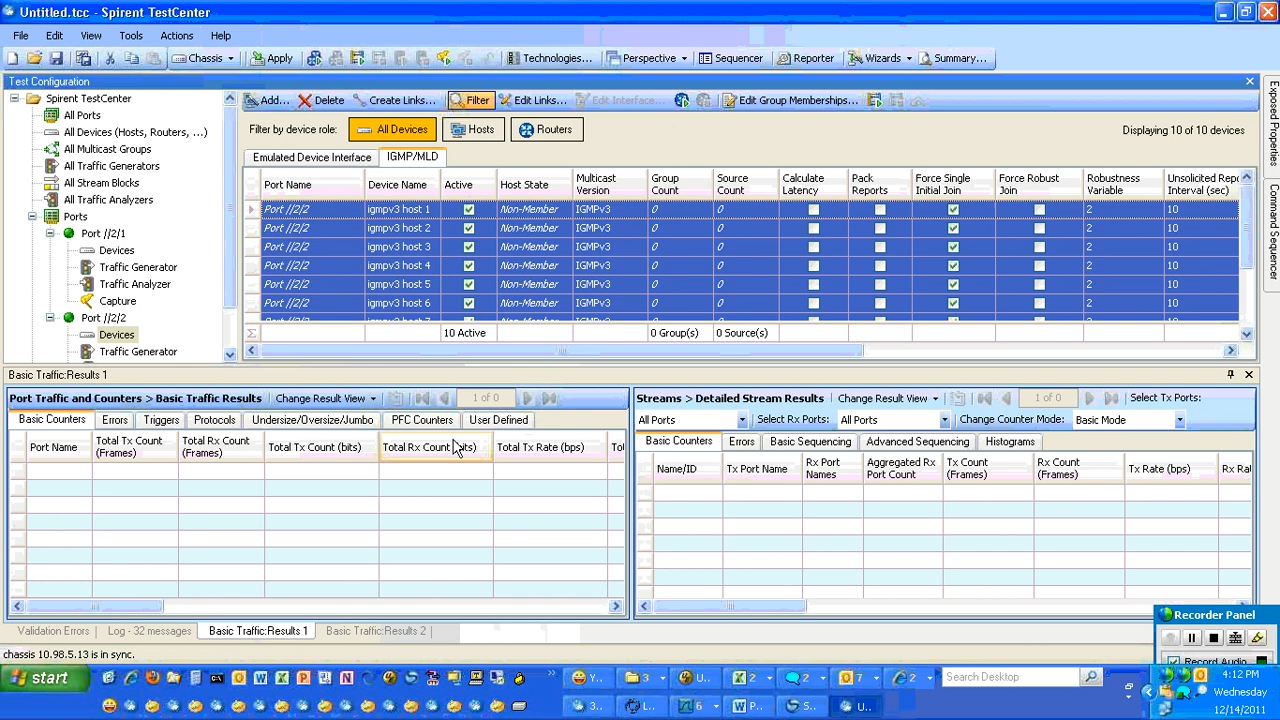 Untitled.tcc - Spirent TestCenter
File Edit View Tools Actions Help
Chassis Apply Technologies... Perspective Sequencer Reporter Wizards Summary...
Test Configuration
Spirent TestCenter
All Ports
All Devices (Hosts, Routers, ...)
All Multicast Groups
All Traffic Generators
All Stream Blocks
All Traffic Analyzers
Ports
Port //2/1
Devices
Traffic Generator
Traffic Analyzer
Capture
Port //2/2
Devices
Traffic Generator
Add... Delete Create Links... Filter Edit Links... Edit Interface... Edit Group Memberships...
Filter by device role: All Devices Hosts Routers Displaying 10 of 10 devices
Emulated Device Interface IGMP/MLD
Port Name Device Name Active Host State Multicast Version Group Count Source Count Calculate Latency Pack Reports Force Single Initial Join Force Robust Join Robustness Variable Unsolicited Repo Interval (sec)
Port //2/2 igmpv3 host 1 Non-Member IGMPv3 0 0 2 10
Port //2/2 igmpv3 host 2 Non-Member IGMPv3 0 0 2 10
Port //2/2 igmpv3 host 3 Non-Member IGMPv3 0 0 2 10
Port //2/2 igmpv3 host 4 Non-Member IGMPv3 0 0 2 10
Port //2/2 igmpv3 host 5 Non-Member IGMPv3 0 0 2 10
Port //2/2 igmpv3 host 6 Non-Member IGMPv3 0 0 2 10
10 Active 0 Group(s) 0 Source(s)
Exposed Properties
Command Sequencer
Basic Traffic:Results 1
Port Traffic and Counters > Basic Traffic Results Change Result View 1 of 0
Basic Counters Errors Triggers Protocols Undersize/Oversize/Jumbo PFC Counters User Defined
Port Name Total Tx Count (Frames) Total Rx Count (Frames) Total Tx Count (bits) Total Rx Count (bits) Total Tx Rate (bps) Tot
Streams > Detailed Stream Results Change Result View 1 of 0 Select Tx Ports:
All Ports Select Rx Ports: All Ports Change Counter Mode: Basic Mode
Basic Counters Errors Basic Sequencing Advanced Sequencing Histograms
Name/ID Tx Port Name Rx Port Names Aggregated Rx Port Count Tx Count (Frames) Rx Count (Frames) Tx Rate (bps) Rx Ra
Validation Errors Log - 32 messages Basic Traffic:Results 1 Basic Traffic:Results 2
chassis 10.98.5.13 is in sync.
Recorder Panel
Record Audio
start
Y... 3 U... 2 2 7 2 Search Desktop
3... L... 6 P... S... U...
4:12 PM
Wednesday
12/14/2011